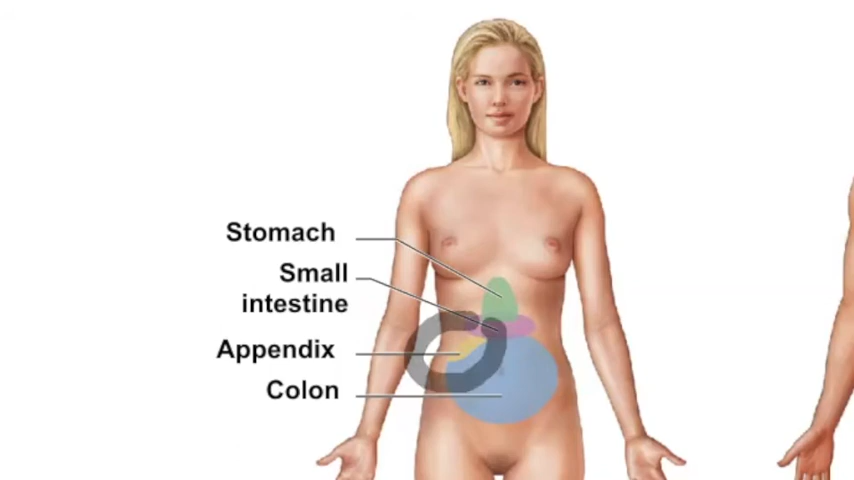 Stomach
Small
intestine
Appendix
Colon